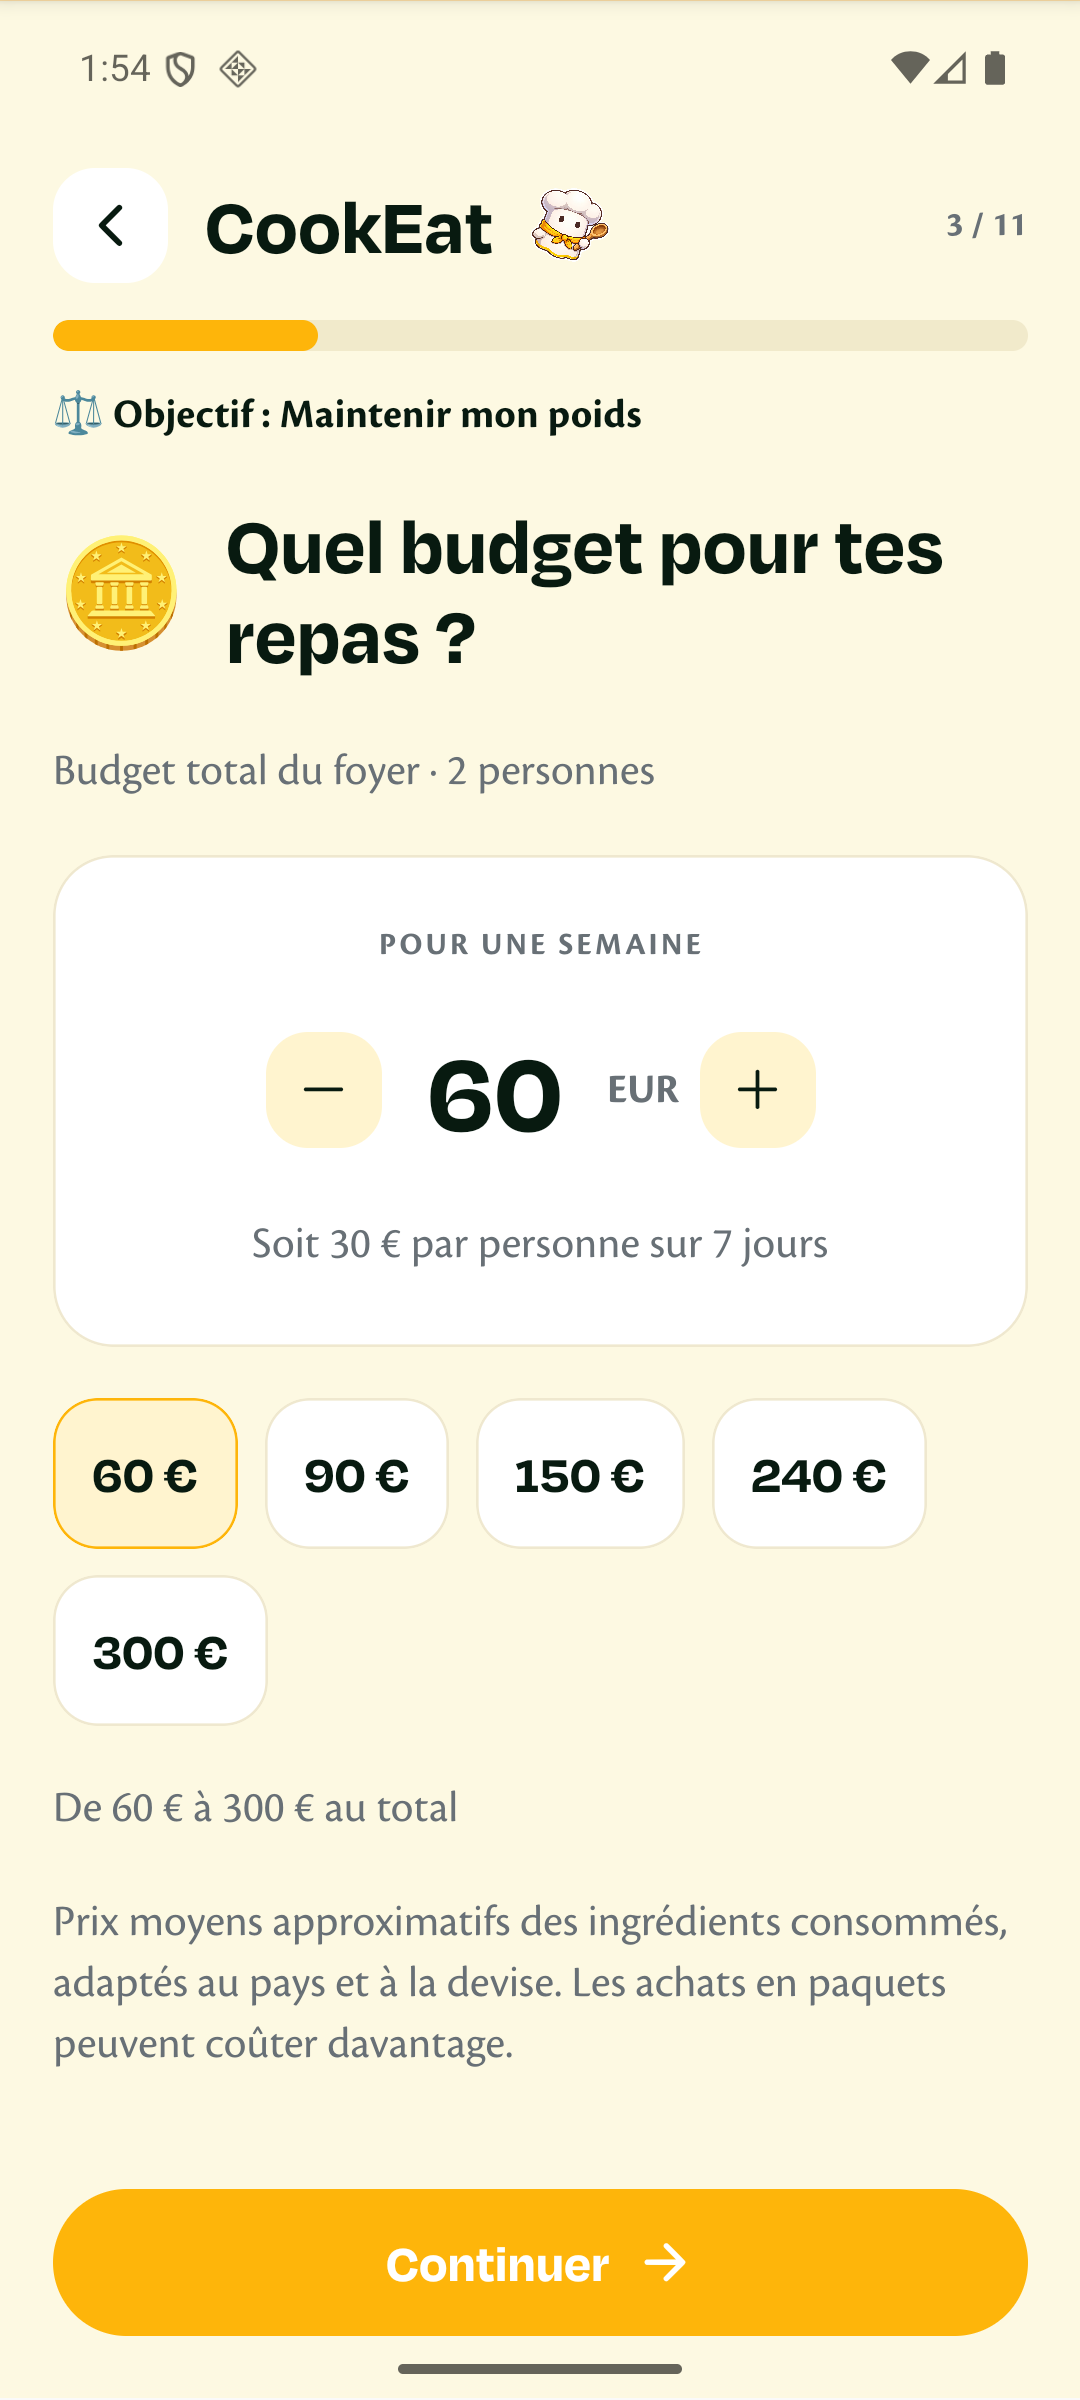 1:54
CookEat
3 / 11
Objectif : Maintenir mon poids
Quel budget pour tes
repas ?
Budget total du foyer · 2 personnes
POUR UNE SEMAINE
60 EUR
Soit 30 € par personne sur 7 jours
60 €
90 €
150 €
240 €
300 €
De 60 € à 300 € au total
Prix moyens approximatifs des ingrédients consommés,
adaptés au pays et à la devise. Les achats en paquets
peuvent coûter davantage.
Continuer